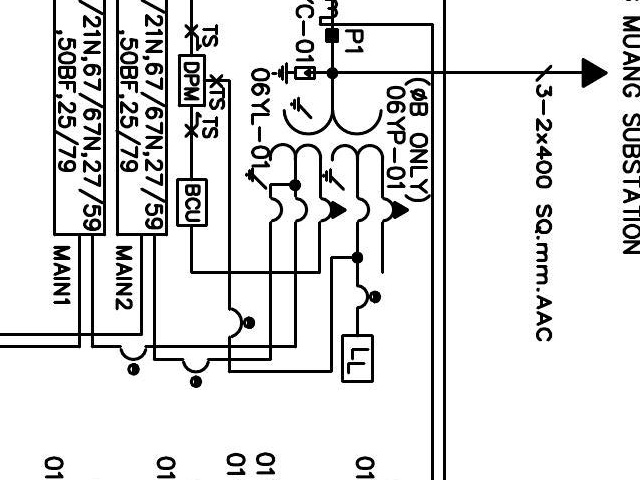 MUANG SUBSTATION
3-2x400 SQ.mm.AAC
(øB ONLY)
06YP-01
P1
YC-01
06YL-01
TS
DPM
TS
TS
BCU
LL
/21N,67/67N,27/59
,50BF,25/79
MAIN2
/21N,67/67N,27/59
,50BF,25/79
MAIN1
01
01
01
01
01